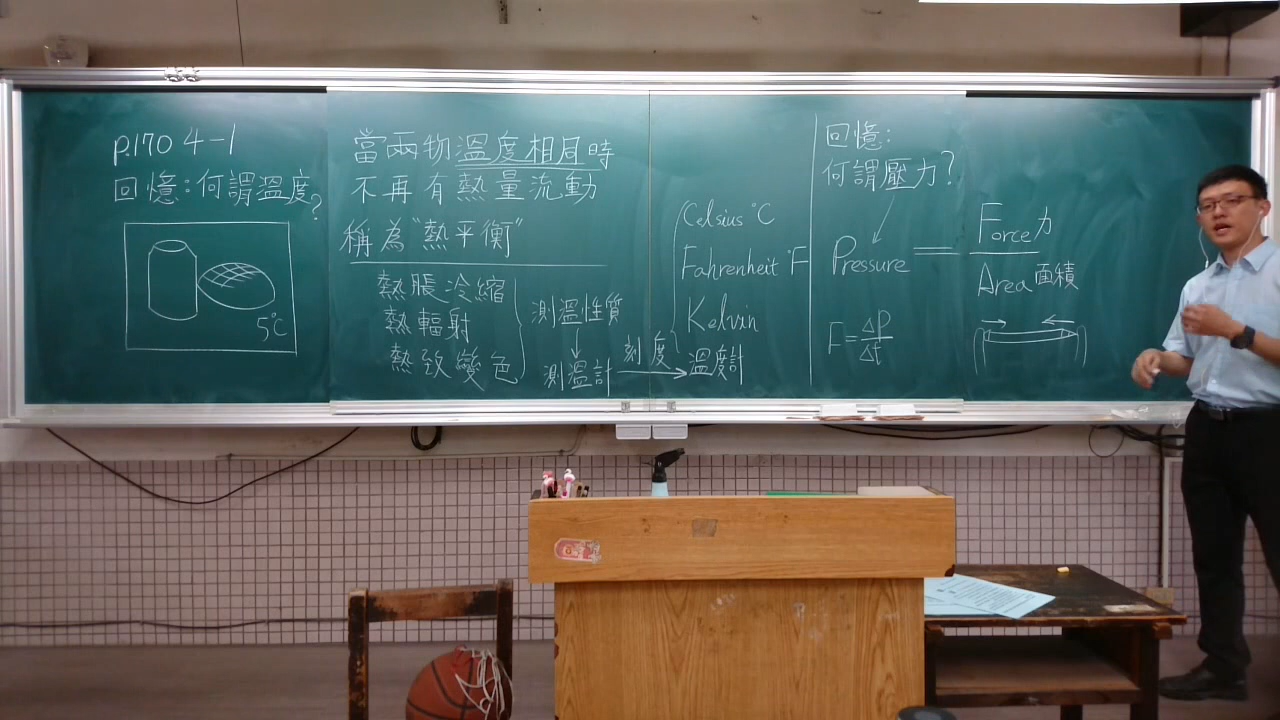 p.170 4-1
回憶:何謂溫度?
5°C
當兩物溫度相同時
不再有熱量流動
稱為"熱平衡"
熱脹冷縮
熱輻射
熱致變色
測溫性質
測溫計
刻度
溫度計
Celsius °C
Fahrenheit °F
Kelvin
回憶:
何謂壓力?
Pressure = Force力
Area面積
F=ΔP
Δt